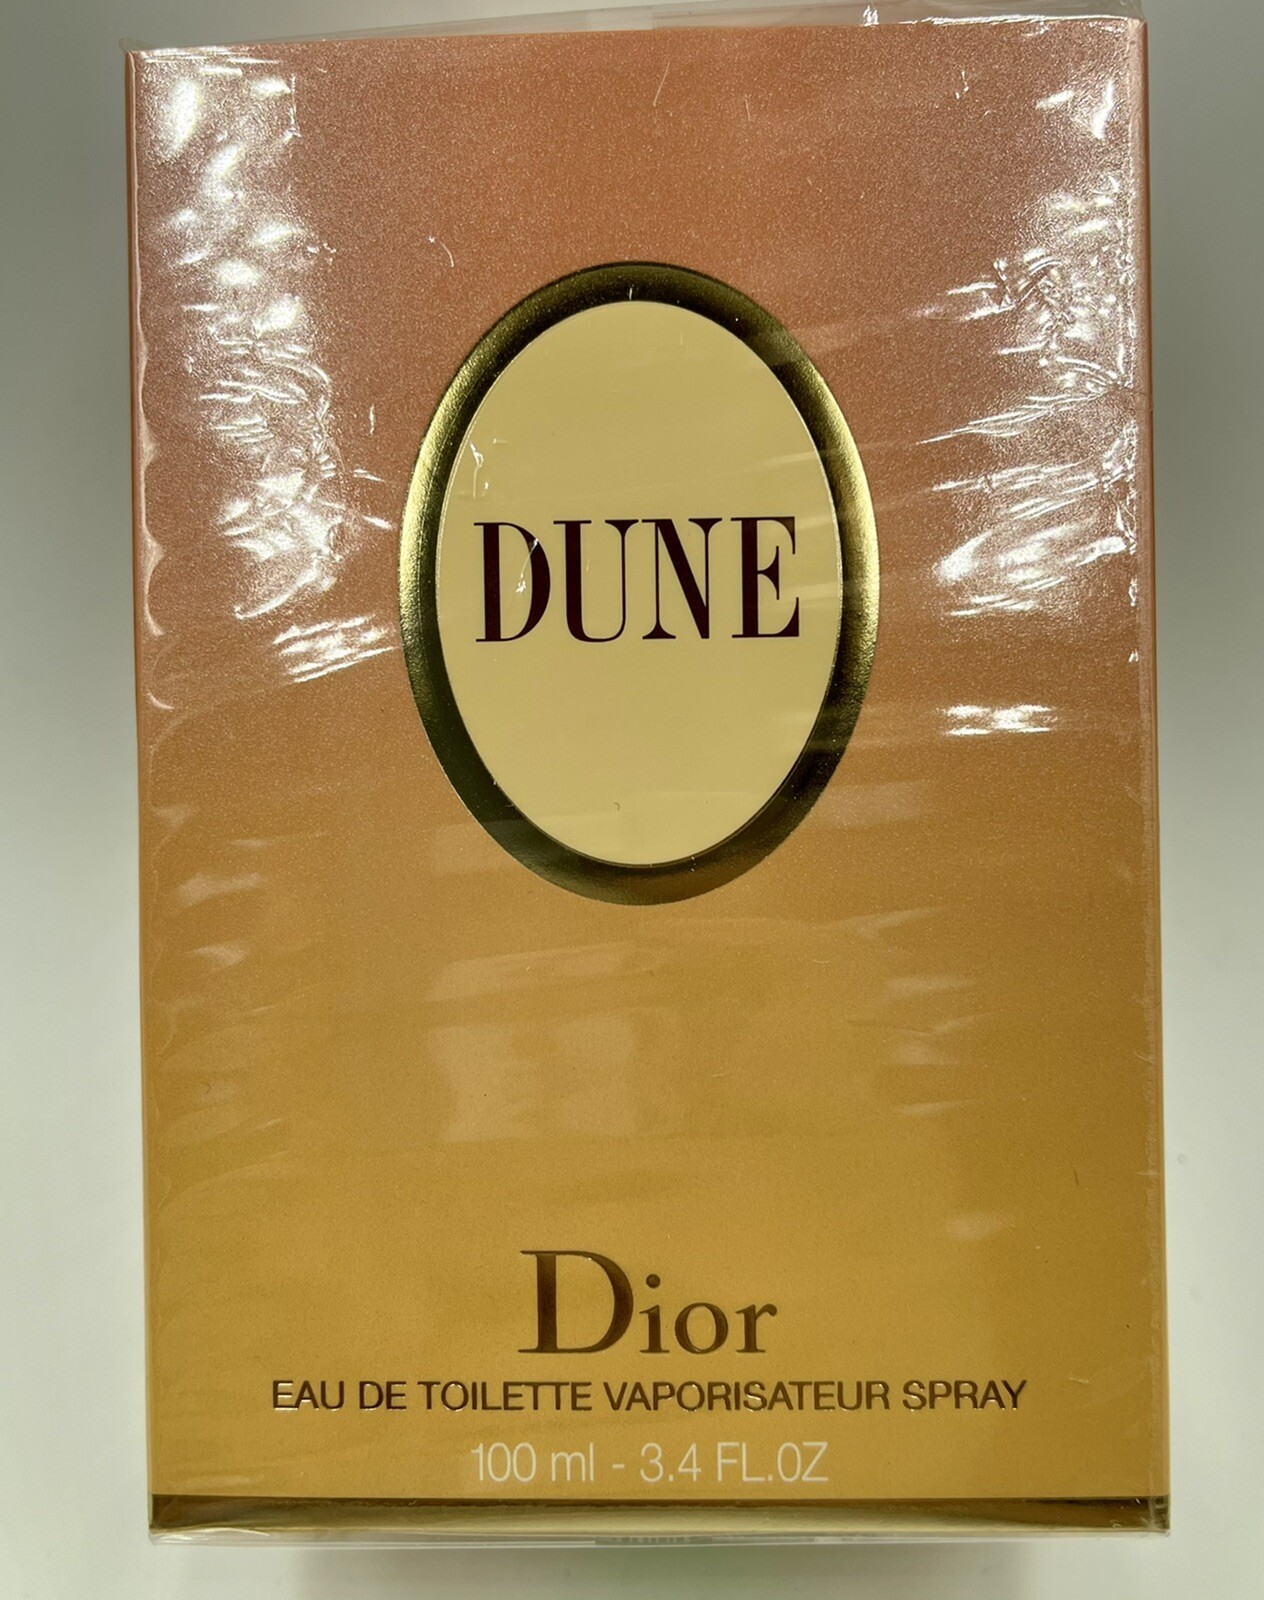 DUNE
Dior
EAU DE TOILETTE VAPORISATEUR SPRAY
100 ml - 3.4 FL.OZ